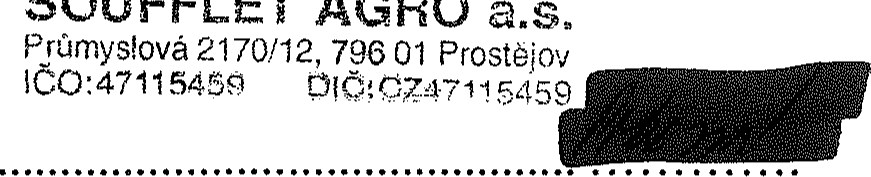 SOUFFLET AGRO a.s.
Průmyslová 2170/12, 796 01 Prostějov
IČO:47115459 DIČ:CZ47115459